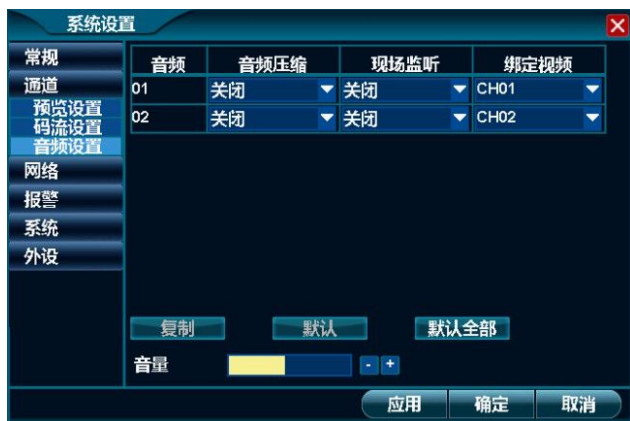 系统设置
常规
通道
预览设置
码流设置
音频设置
网络
报警
系统
外设
音频 音频压缩 现场监听 绑定视频
01 关闭 关闭 CH01
02 关闭 关闭 CH02
复制 默认 默认全部
音量 - +
应用 确定 取消